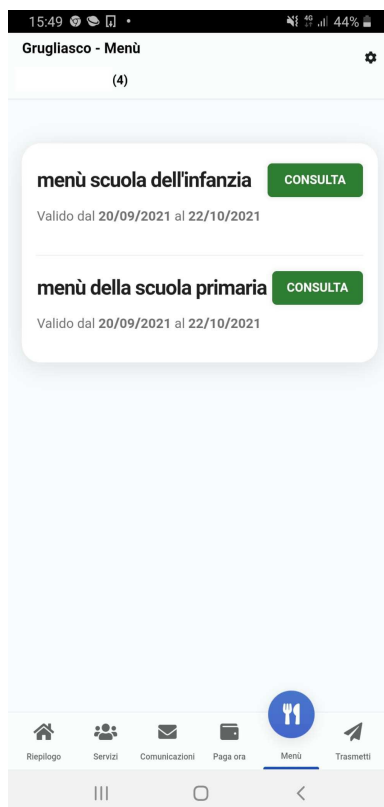 15:49 4G 44%
Grugliasco - Menù
(4)
menù scuola dell'infanzia CONSULTA
Valido dal 20/09/2021 al 22/10/2021
menù della scuola primaria CONSULTA
Valido dal 20/09/2021 al 22/10/2021
Riepilogo Servizi Comunicazioni Paga ora Menù Trasmetti